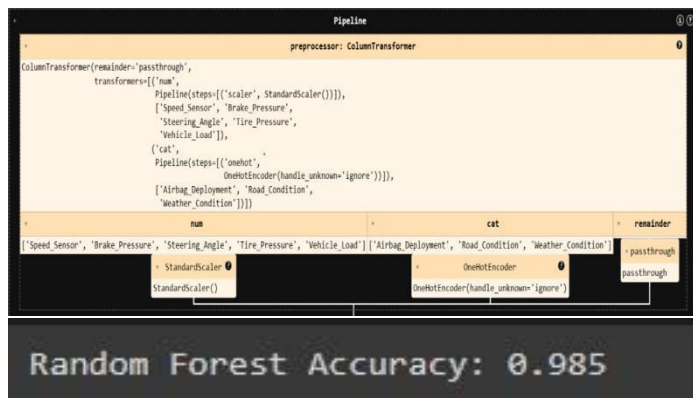 Pipeline
preprocessor: ColumnTransformer
ColumnTransformer(remainder='passthrough',
transformers=[('num',
Pipeline(steps=[('scaler', StandardScaler())]),
['Speed_Sensor', 'Brake_Pressure',
'Steering_Angle', 'Tire_Pressure',
'Vehicle_Load']),
('cat',
Pipeline(steps=[('onehot',
OneHotEncoder(handle_unknown='ignore'))]),
['Airbag_Deployment', 'Road_Condition',
'Weather_Condition'])])
num cat remainder
['Speed_Sensor', 'Brake_Pressure', 'Steering_Angle', 'Tire_Pressure', 'Vehicle_Load'] ['Airbag_Deployment', 'Road_Condition', 'Weather_Condition'] passthrough
StandardScaler ? OneHotEncoder ? passthrough
StandardScaler() OneHotEncoder(handle_unknown='ignore')
Random Forest Accuracy: 0.985